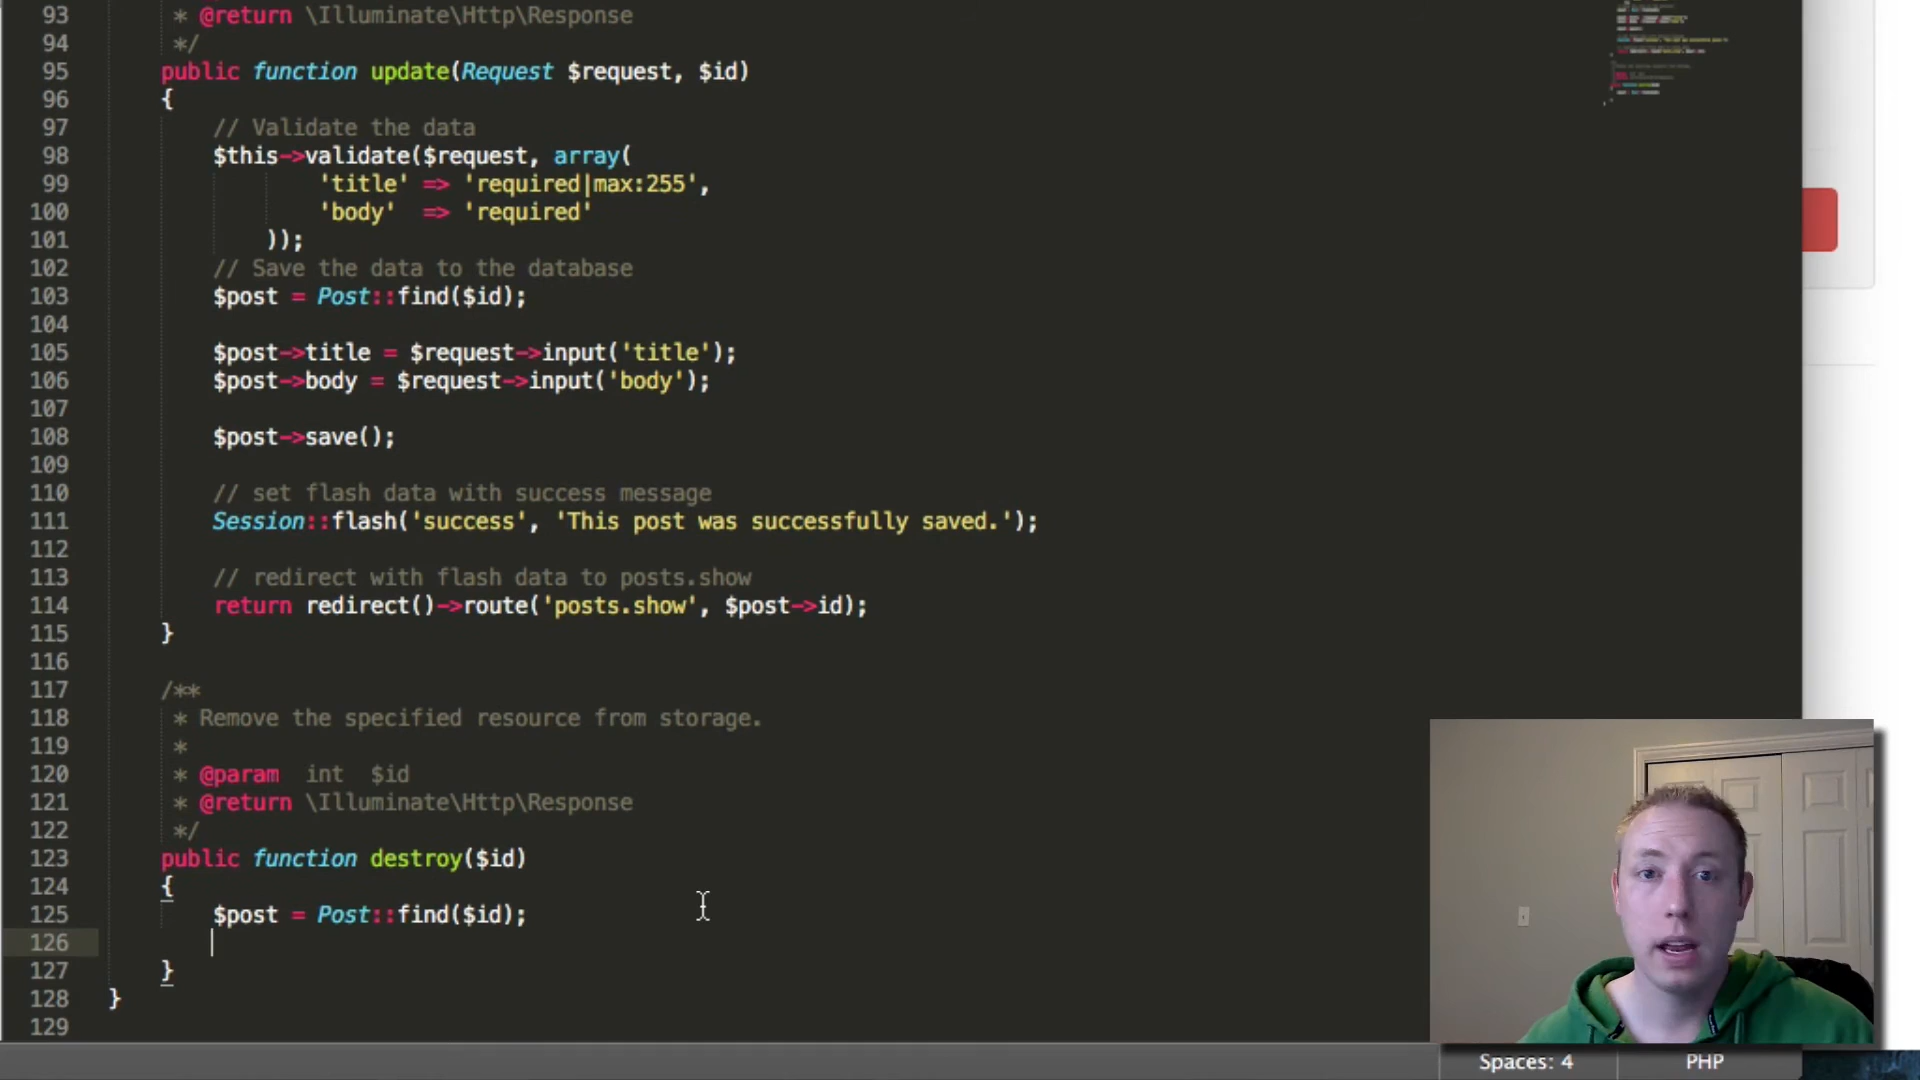 93 * @return \Illuminate\Http\Response
94 */
95 public function update(Request $request, $id)
96 {
97 // Validate the data
98 $this->validate($request, array(
99 'title' => 'required|max:255',
100 'body' => 'required'
101 ));
102 // Save the data to the database
103 $post = Post::find($id);
104
105 $post->title = $request->input('title');
106 $post->body = $request->input('body');
107
108 $post->save();
109
110 // set flash data with success message
111 Session::flash('success', 'This post was successfully saved.');
112
113 // redirect with flash data to posts.show
114 return redirect()->route('posts.show', $post->id);
115 }
116
117 /**
118 * Remove the specified resource from storage.
119 *
120 * @param int $id
121 * @return \Illuminate\Http\Response
122 */
123 public function destroy($id)
124 {
125 $post = Post::find($id);
126
127 }
128 }
129
Spaces: 4 PHP